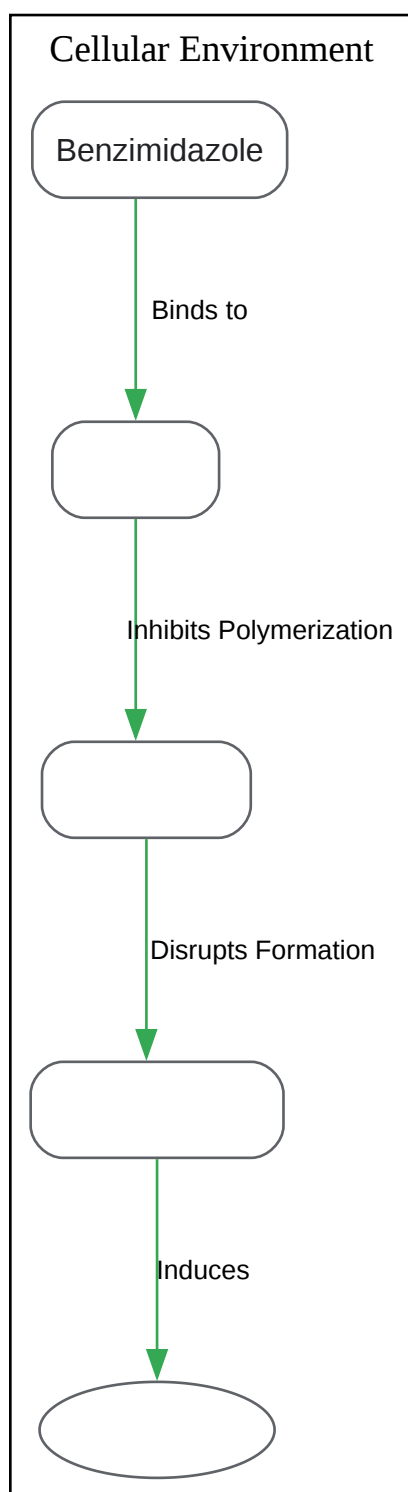 Cellular Environment
Benzimidazole
Binds to
Inhibits Polymerization
Disrupts Formation
Induces